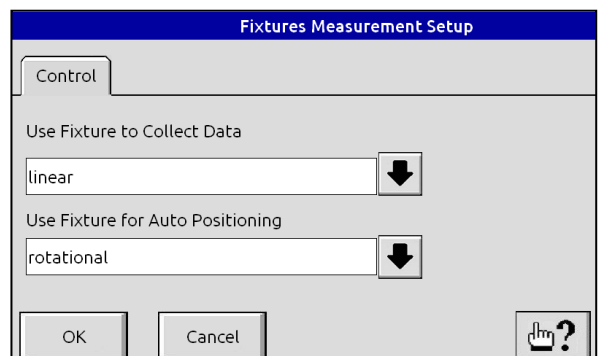 Fixtures Measurement Setup
Control
Use Fixture to Collect Data
linear
Use Fixture for Auto Positioning
rotational
OK Cancel ?